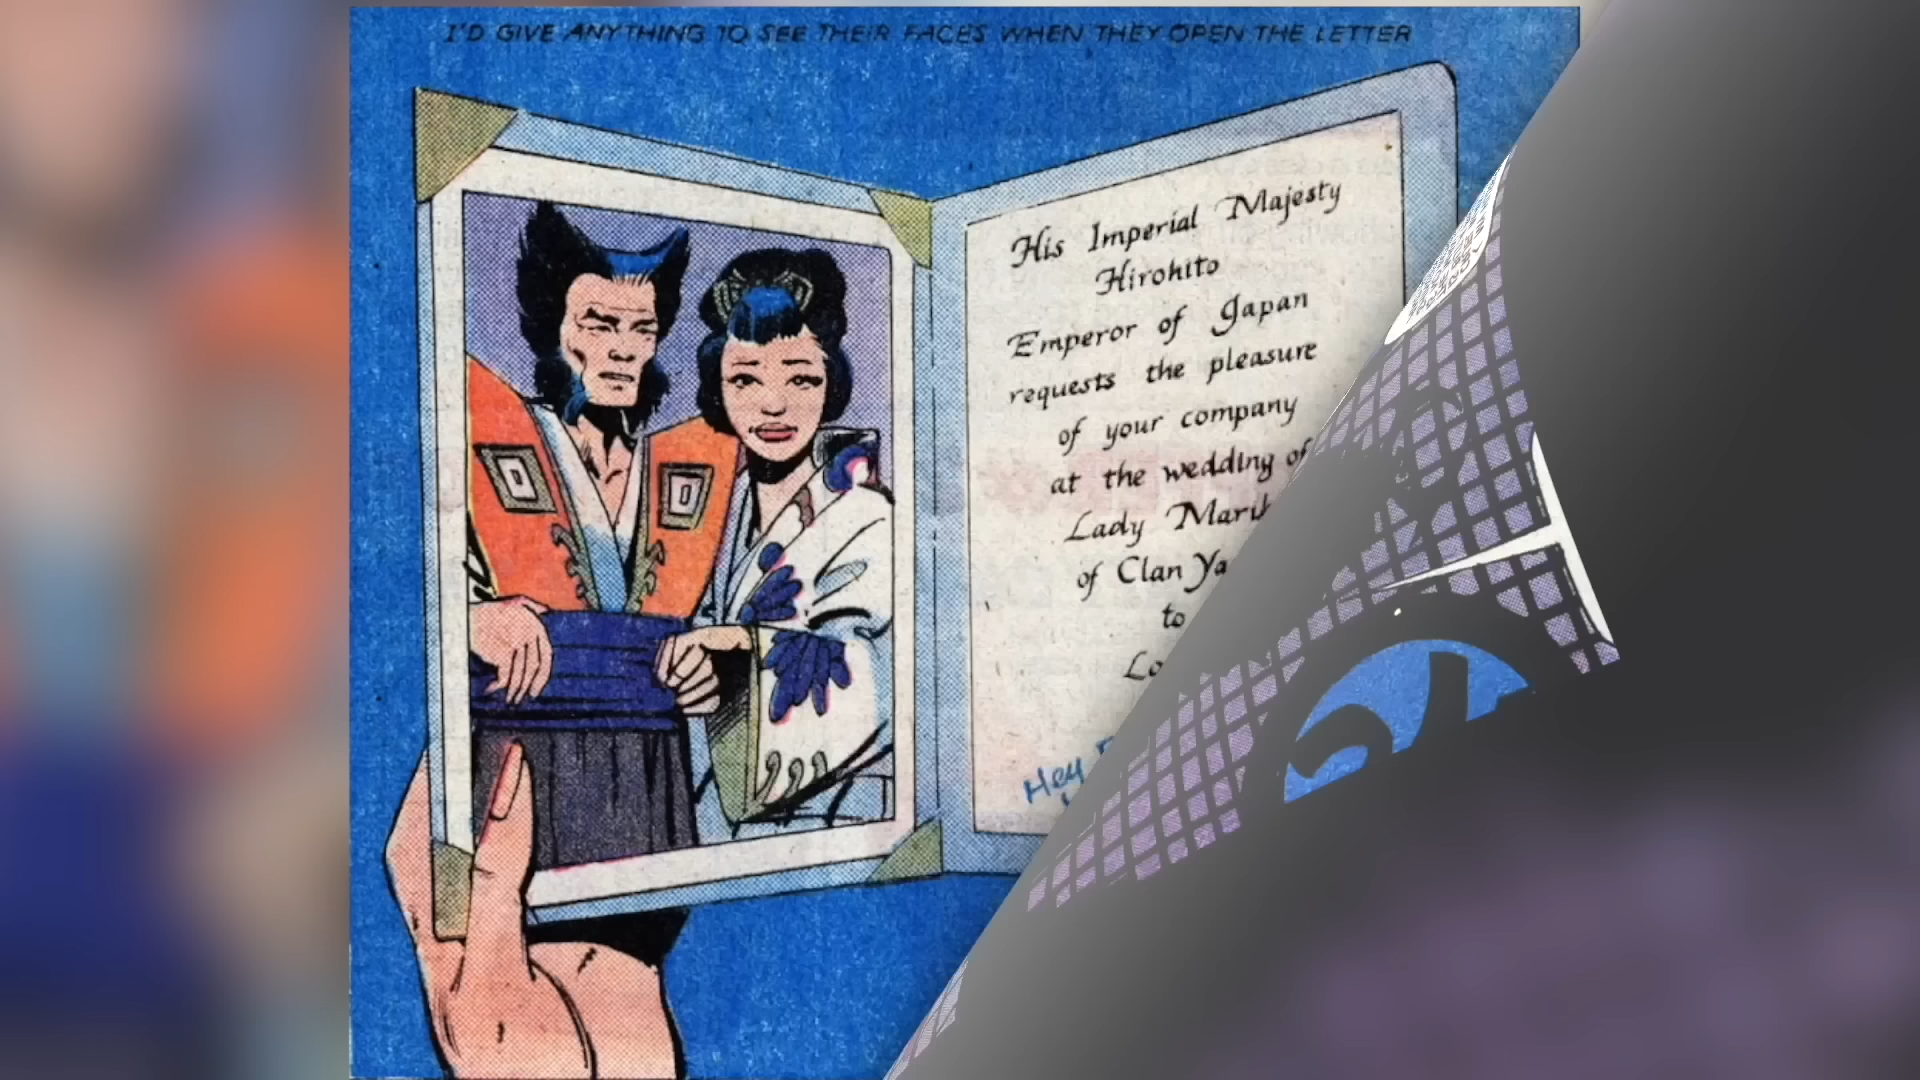 I'D GIVE ANYTHING TO SEE THEIR FACES WHEN THEY OPEN THE LETTER
His Imperial Majesty
Hirohito
Emperor of Japan
requests the pleasure
of your company
at the wedding of
Lady
of Clan
to
Hey